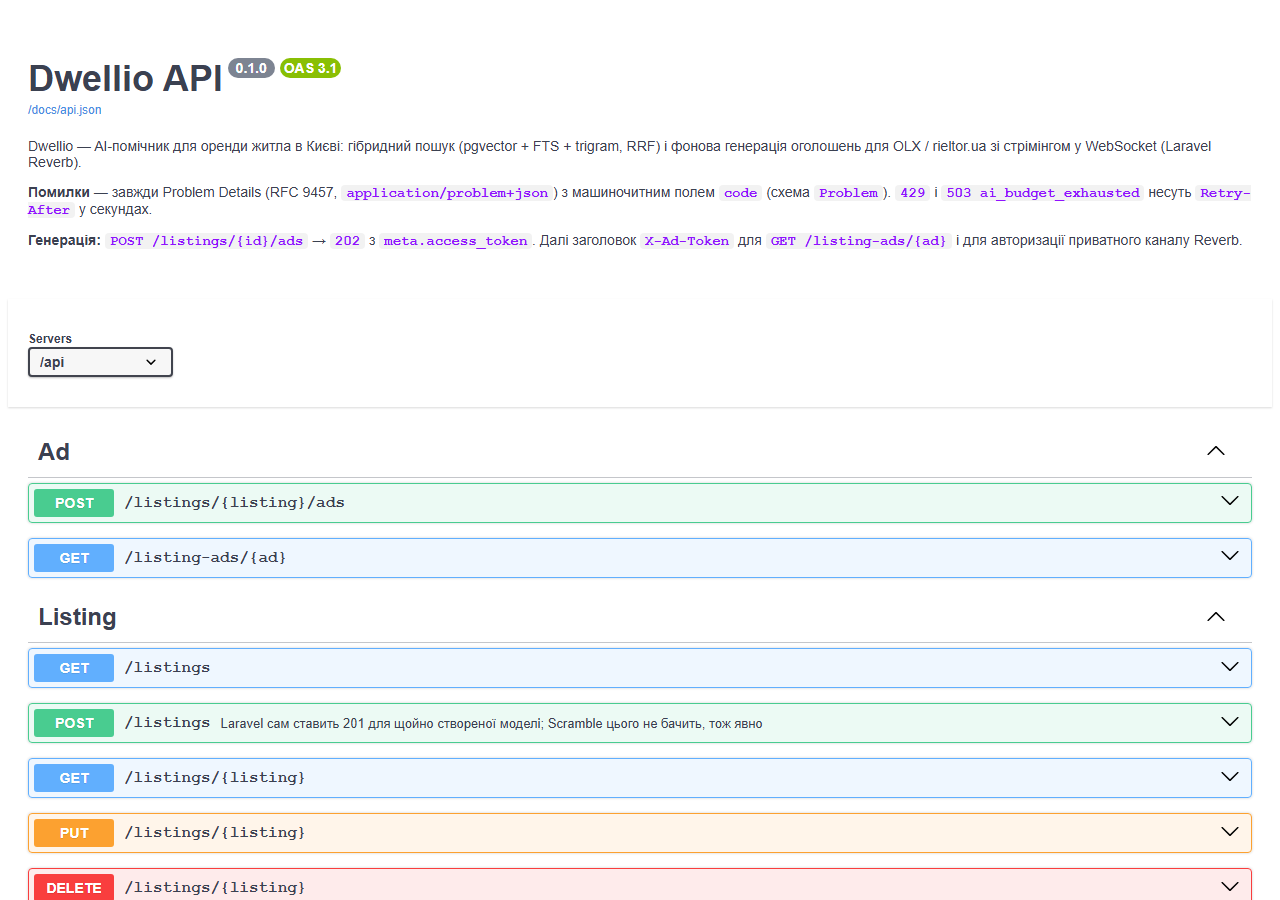 Dwellio API 0.1.0 OAS 3.1
/docs/api.json
Dwellio — AI-помічник для оренди житла в Києві: гібридний пошук (pgvector + FTS + trigram, RRF) і фонова генерація оголошень для OLX / rieltor.ua зі стрімінгом у WebSocket (Laravel
Reverb).
Помилки — завжди Problem Details (RFC 9457, application/problem+json ) з машиночитним полем code (схема Problem ). 429 і 503 ai_budget_exhausted несуть Retry-
After у секундах.
Генерація: POST /listings/{id}/ads → 202 з meta.access_token . Далі заголовок X-Ad-Token для GET /listing-ads/{ad} і для авторизації приватного каналу Reverb.
Servers
/api
Ad
POST /listings/{listing}/ads
GET /listing-ads/{ad}
Listing
GET /listings
POST /listings Laravel сам ставить 201 для щойно створеної моделі; Scramble цього не бачить, тож явно
GET /listings/{listing}
PUT /listings/{listing}
DELETE /listings/{listing}